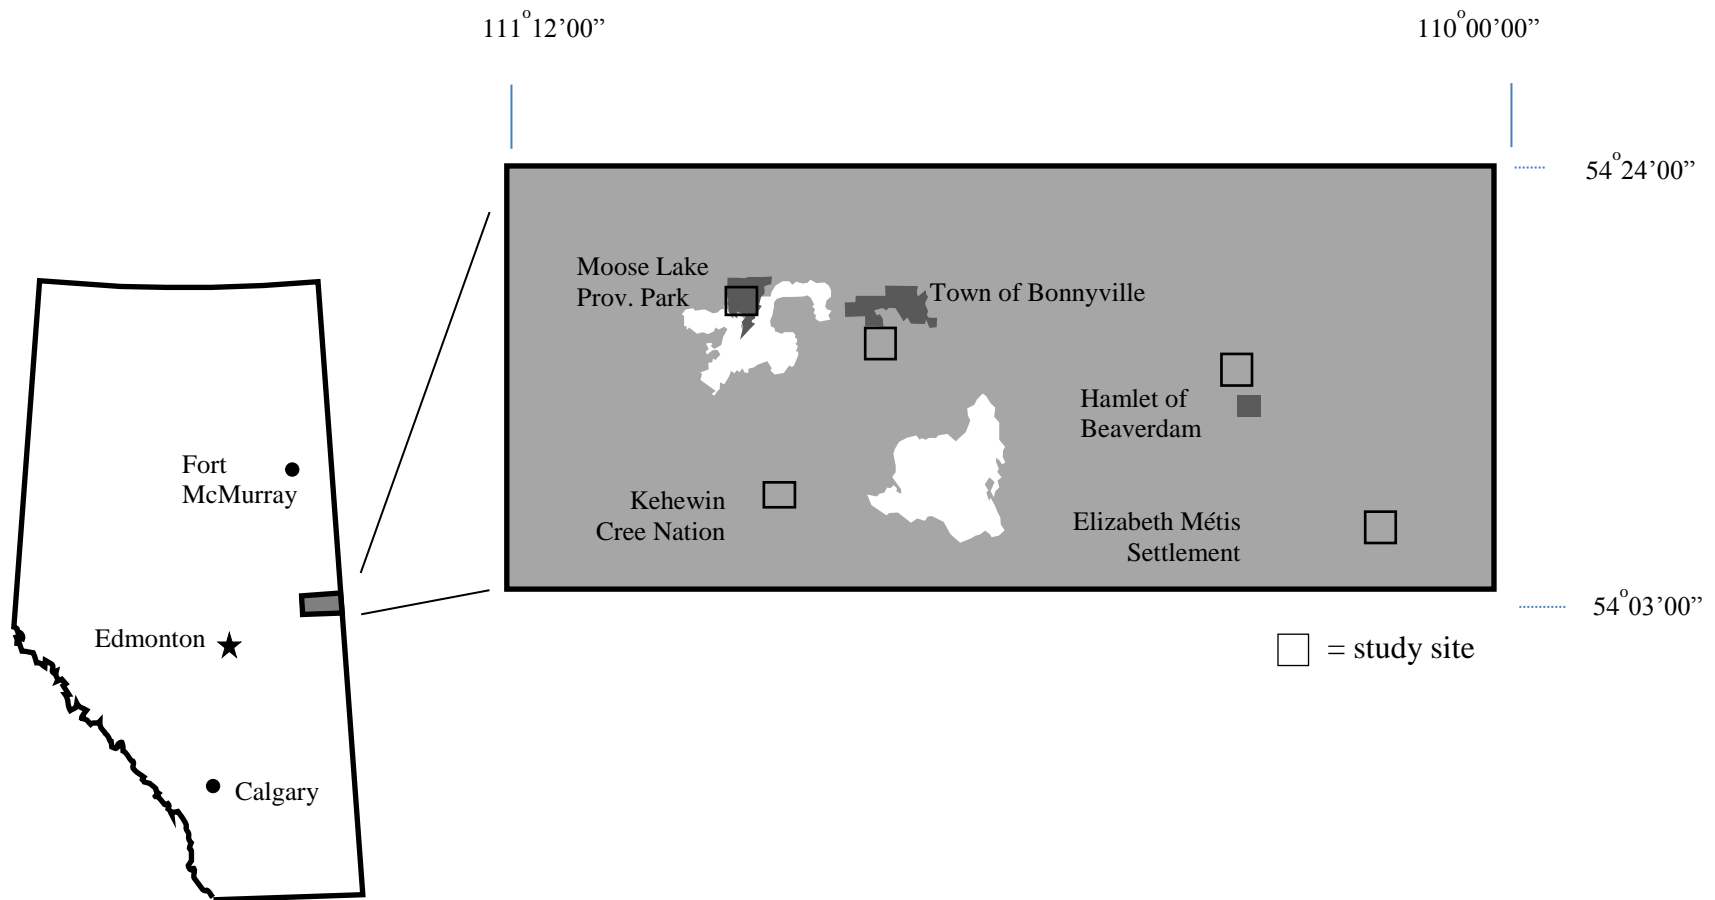 111°12’00”
110°00’00”
54°24’00”
Moose Lake
Prov. Park
Town of Bonnyville
Hamlet of
Beaverdam
Fort
McMurray
Kehewin
Cree Nation
Elizabeth Métis
Settlement
54°03’00”
Edmonton
= study site
Calgary